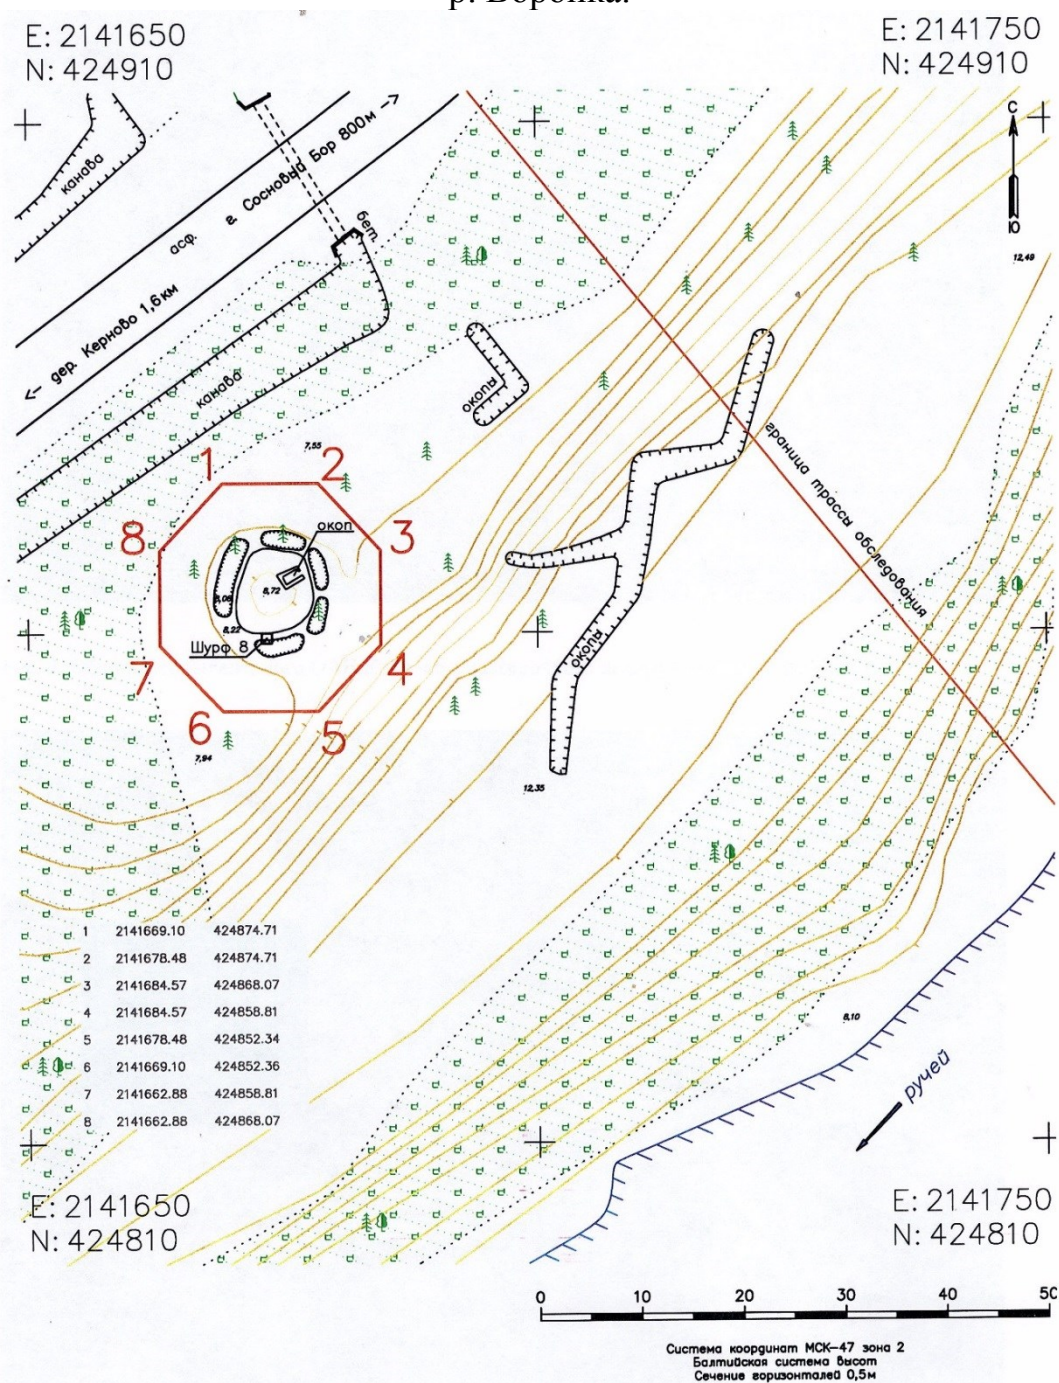 р. Воронка.
E: 2141650
N: 424910
E: 2141750
N: 424910
С
Ю
канава
асф.
г. Сосновый Бор 800м →
бет.
12,49
<— дер. Керново 1,6 км
канава
окопы
7,55
граница трассы обследования
1
2
3
4
5
6
7
8
окоп
8,72
8,22
Шурф 8
окопы
7,94
12,35
1 2141669.10 424874.71
2 2141678.48 424874.71
3 2141684.57 424868.07
4 2141684.57 424858.81
5 2141678.48 424852.34
6 2141669.10 424852.36
7 2141662.88 424858.81
8 2141662.88 424868.07
8,10
ручей
E: 2141650
N: 424810
E: 2141750
N: 424810
0 10 20 30 40 50
Система координат МСК-47 зона 2
Балтийская система высот
Сечение горизонталей 0,5м